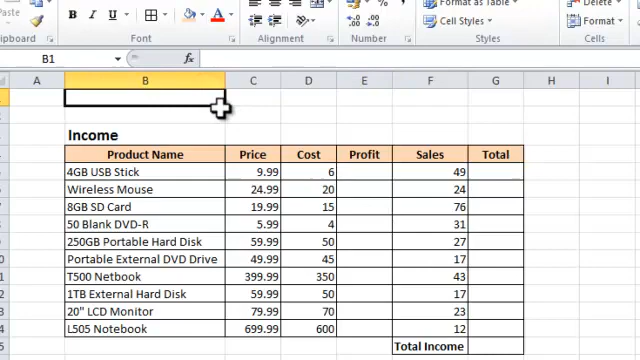 Paste
B I U A
Format as Table
Cell Styles
Delete
Format
Clipboard Font Alignment Number Styles Cells
B1 fx
A B C D E F G H I
Income
Product Name Price Cost Profit Sales Total
4GB USB Stick 9.99 6 49
Wireless Mouse 24.99 20 24
8GB SD Card 19.99 15 76
50 Blank DVD-R 5.99 4 31
250GB Portable Hard Disk 59.99 50 27
Portable External DVD Drive 49.99 45 17
T500 Netbook 399.99 350 43
1TB External Hard Disk 59.99 50 17
20" LCD Monitor 79.99 70 23
L505 Notebook 699.99 600 12
Total Income